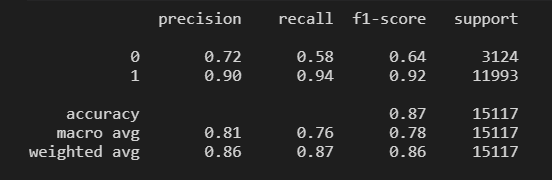 precision recall f1-score support
0 0.72 0.58 0.64 3124
1 0.90 0.94 0.92 11993
accuracy 0.87 15117
macro avg 0.81 0.76 0.78 15117
weighted avg 0.86 0.87 0.86 15117